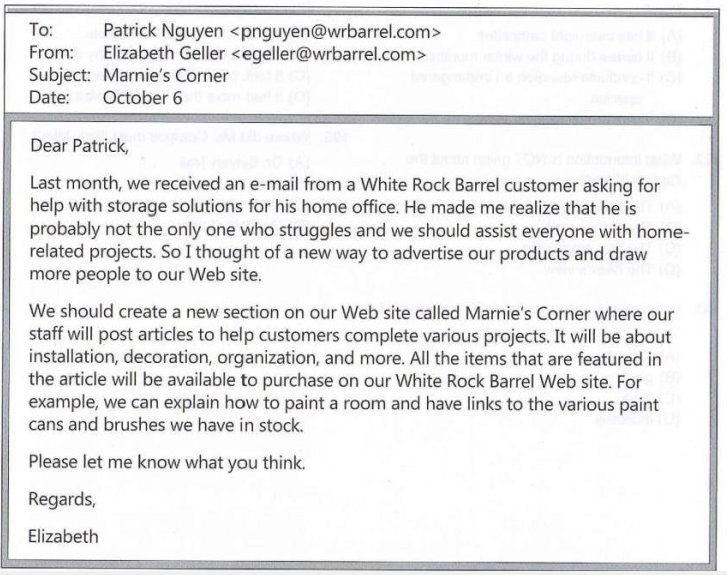 To: Patrick Nguyen <pnguyen@wrbarrel.com>
From: Elizabeth Geller <egeller@wrbarrel.com>
Subject: Marnie's Corner
Date: October 6
Dear Patrick,
Last month, we received an e-mail from a White Rock Barrel customer asking for
help with storage solutions for his home office. He made me realize that he is
probably not the only one who struggles and we should assist everyone with home-
related projects. So I thought of a new way to advertise our products and draw
more people to our Web site.
We should create a new section on our Web site called Marnie's Corner where our
staff will post articles to help customers complete various projects. It will be about
installation, decoration, organization, and more. All the items that are featured in
the article will be available to purchase on our White Rock Barrel Web site. For
example, we can explain how to paint a room and have links to the various paint
cans and brushes we have in stock.
Please let me know what you think.
Regards,
Elizabeth